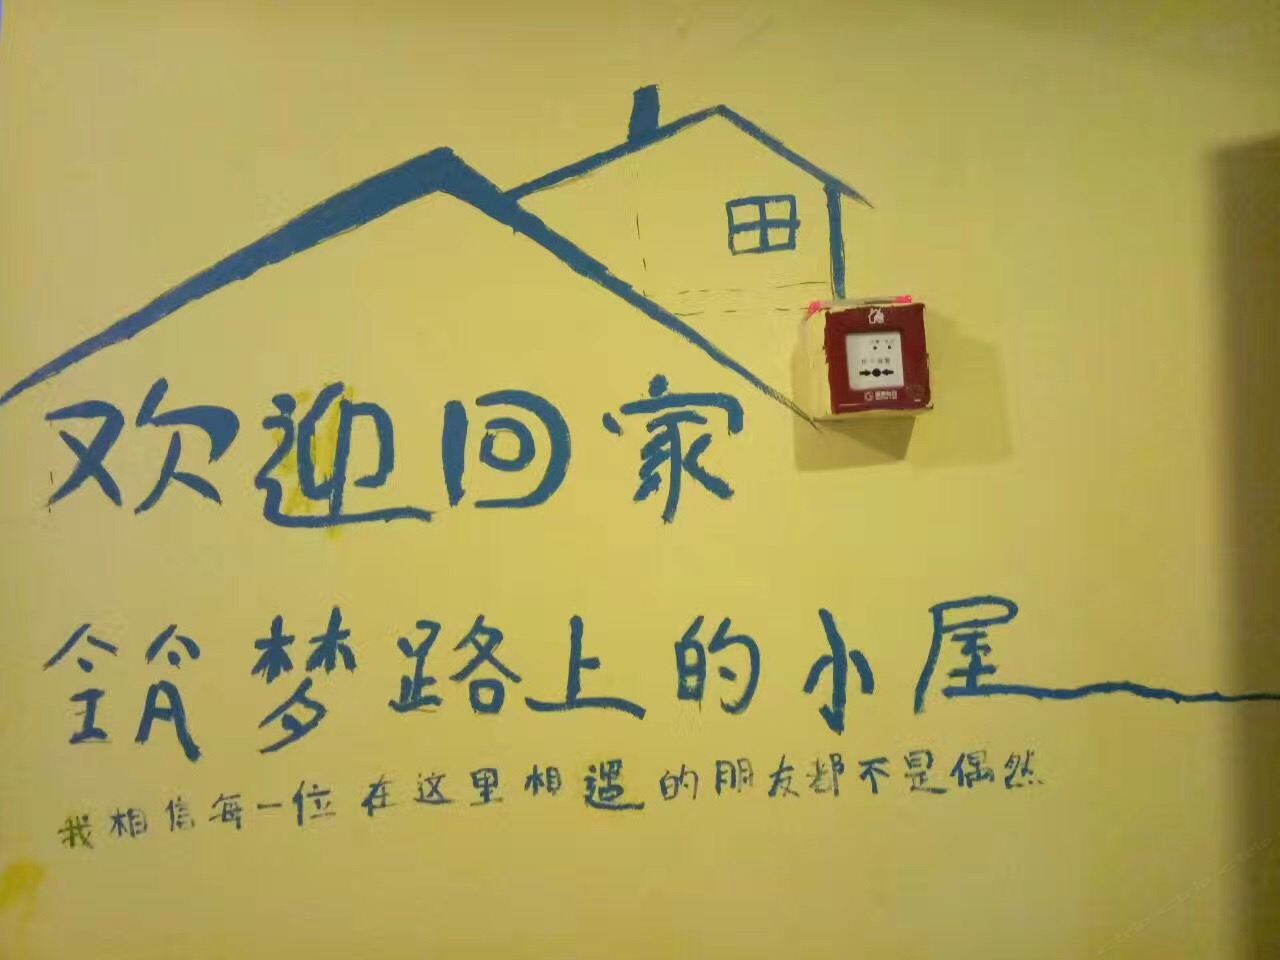 欢迎回家
筑梦路上的小屋
我相信每一位在这里相遇的朋友都不是偶然